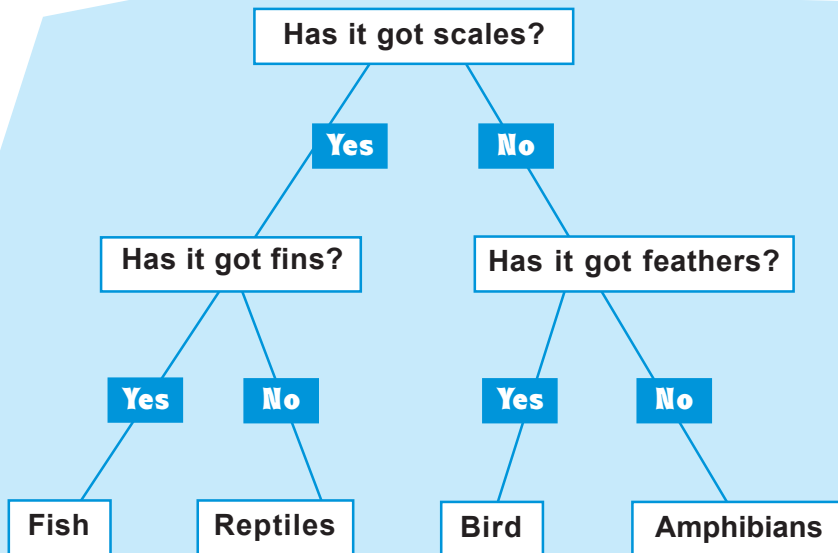 Has it got scales?
Yes
No
Has it got fins?
Has it got feathers?
Yes
No
Yes
No
Fish
Reptiles
Bird
Amphibians